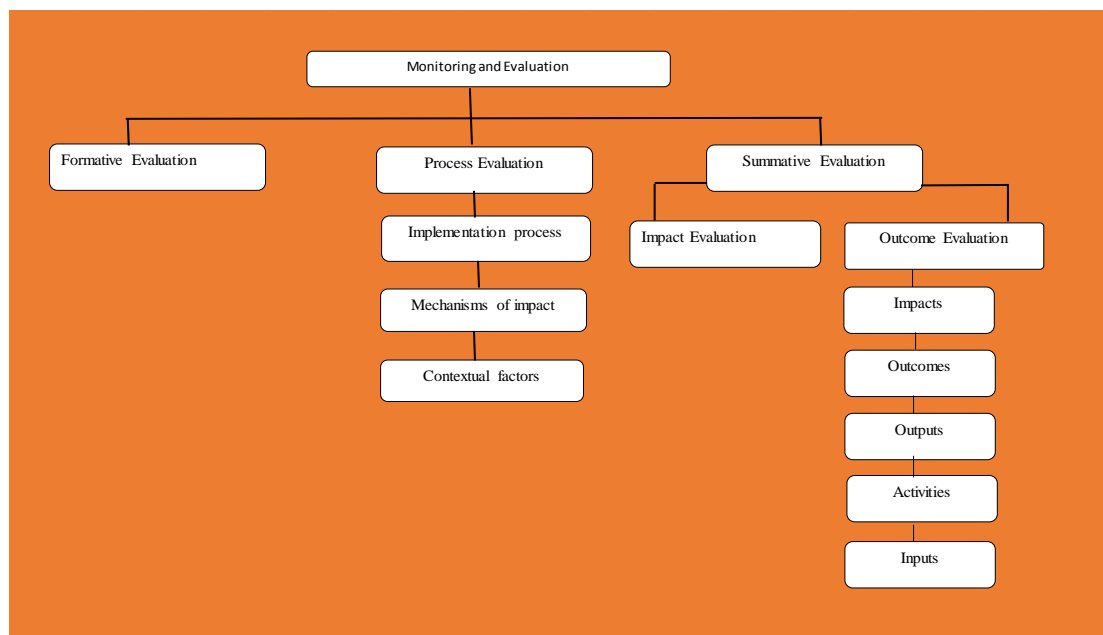 Monitoring and Evaluation
Formative Evaluation
Process Evaluation
Summative Evaluation
Implementation process
Impact Evaluation
Outcome Evaluation
Mechanisms of impact
Impacts
Contextual factors
Outcomes
Outputs
Activities
Inputs